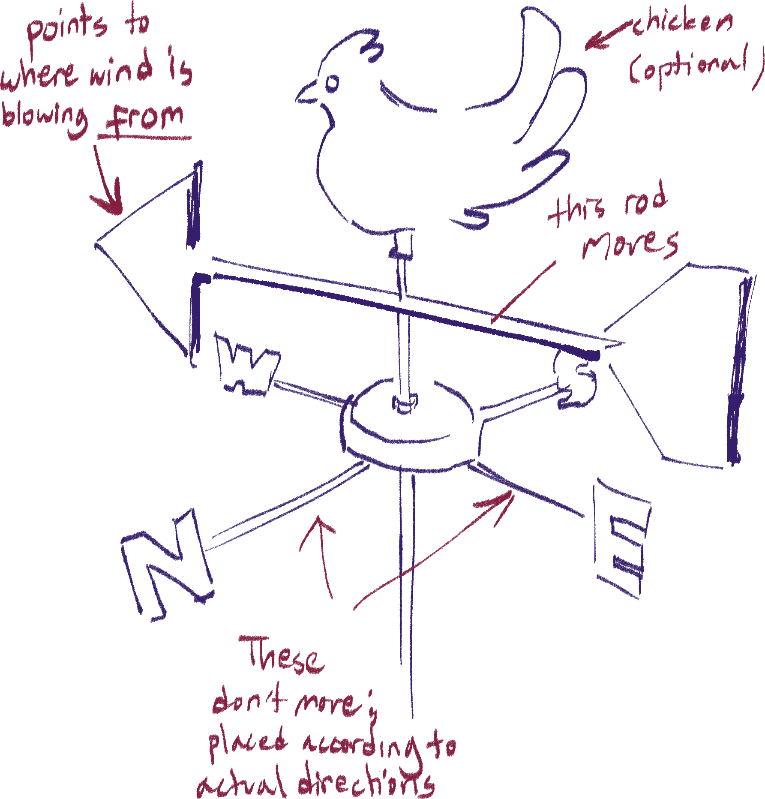 points to
where wind is
blowing from
chicken
(optional)
this rod
moves
W
S
N
E
These
don't move;
placed according to
actual directions